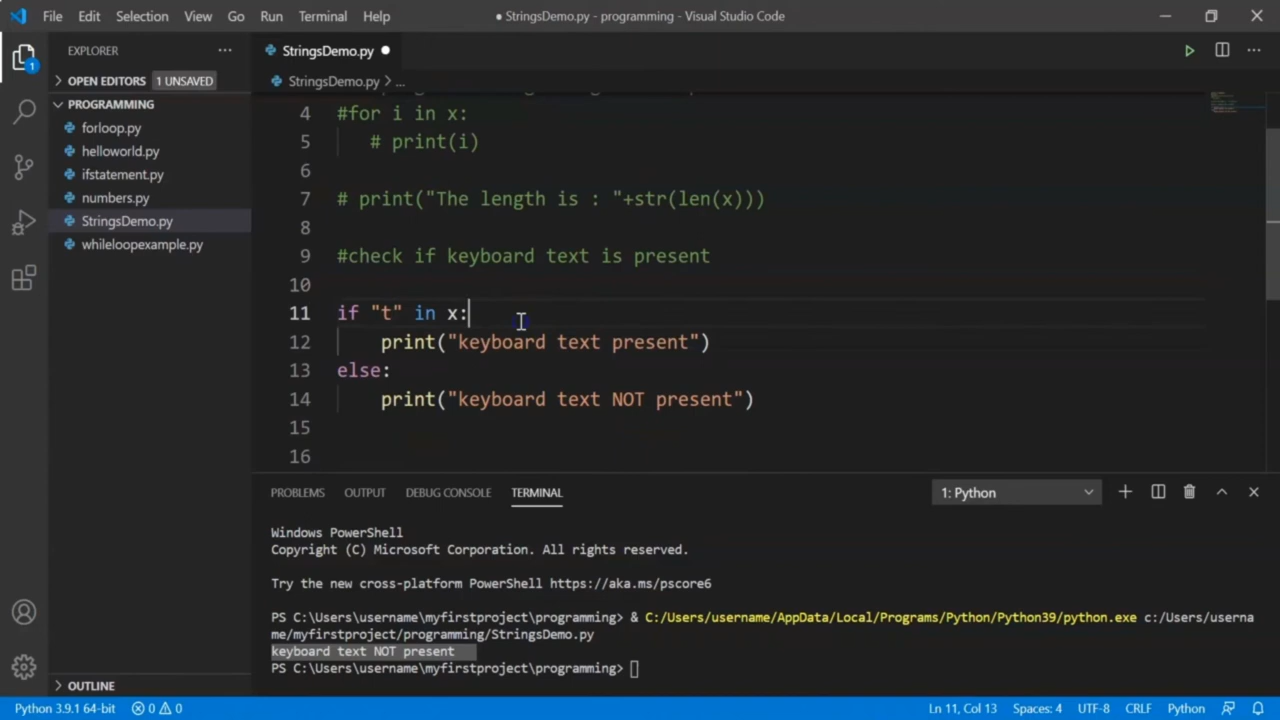 File Edit Selection View Go Run Terminal Help
● StringsDemo.py - programming - Visual Studio Code
EXPLORER
StringsDemo.py
OPEN EDITORS 1 UNSAVED
StringsDemo.py > ...
PROGRAMMING
forloop.py
helloworld.py
ifstatement.py
numbers.py
StringsDemo.py
whileloopexample.py
OUTLINE
1
4 #for i in x:
5 # print(i)
6
7 # print("The length is : "+str(len(x)))
8
9 #check if keyboard text is present
10
11 if "t" in x:
12 print("keyboard text present")
13 else:
14 print("keyboard text NOT present")
15
16
PROBLEMS OUTPUT DEBUG CONSOLE TERMINAL
1: Python
Windows PowerShell
Copyright (C) Microsoft Corporation. All rights reserved.
Try the new cross-platform PowerShell https://aka.ms/pscore6
PS C:\Users\username\myfirstproject\programming> & C:/Users/username/AppData/Local/Programs/Python/Python39/python.exe c:/Users/userna
me/myfirstproject/programming/StringsDemo.py
keyboard text NOT present
PS C:\Users\username\myfirstproject\programming>
Python 3.9.1 64-bit 0 0 Ln 11, Col 13 Spaces: 4 UTF-8 CRLF Python